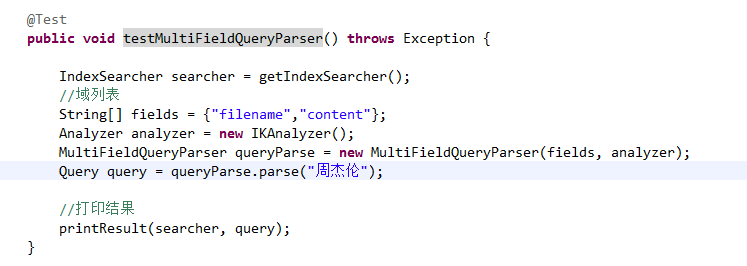 @Test
public void testMultiFieldQueryParser() throws Exception {
IndexSearcher searcher = getIndexSearcher();
//域列表
String[] fields = {"filename","content"};
Analyzer analyzer = new IKAnalyzer();
MultiFieldQueryParser queryParse = new MultiFieldQueryParser(fields, analyzer);
Query query = queryParse.parse("周杰伦");
//打印结果
printResult(searcher, query);
}